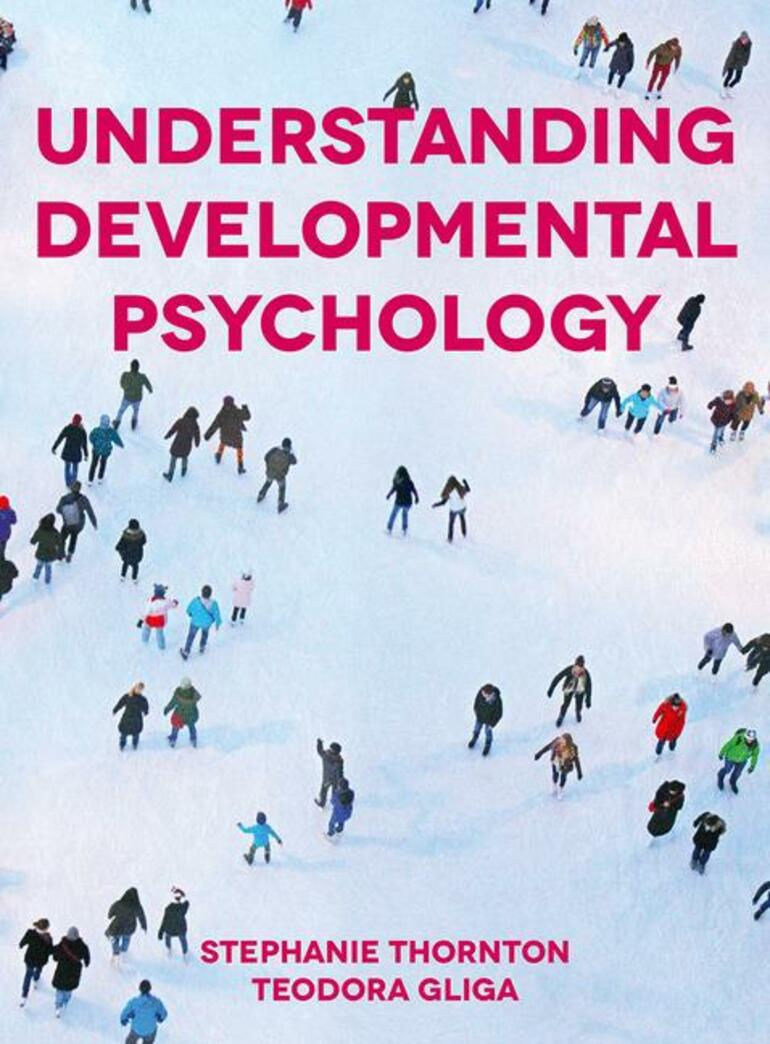 UNDERSTANDING
DEVELOPMENTAL
PSYCHOLOGY
STEPHANIE THORNTON
TEODORA GLIGA